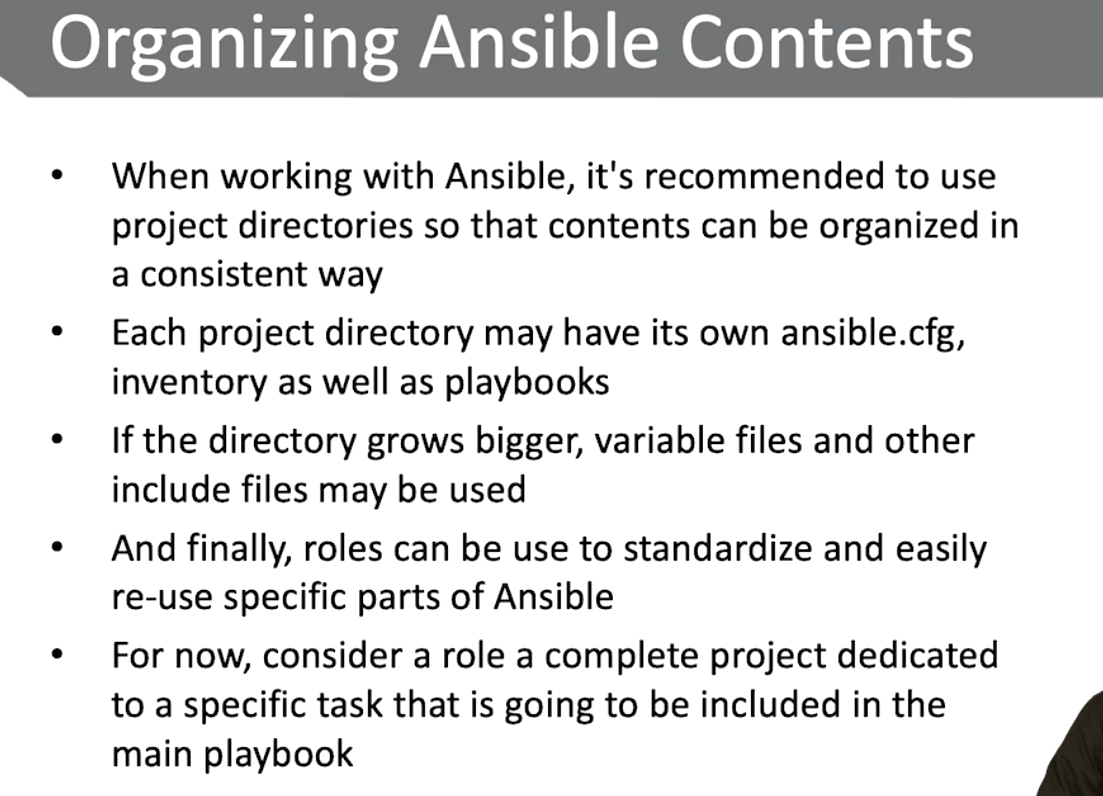 Organizing Ansible Contents
• When working with Ansible, it's recommended to use
project directories so that contents can be organized in
a consistent way
• Each project directory may have its own ansible.cfg,
inventory as well as playbooks
• If the directory grows bigger, variable files and other
include files may be used
• And finally, roles can be use to standardize and easily
re-use specific parts of Ansible
• For now, consider a role a complete project dedicated
to a specific task that is going to be included in the
main playbook